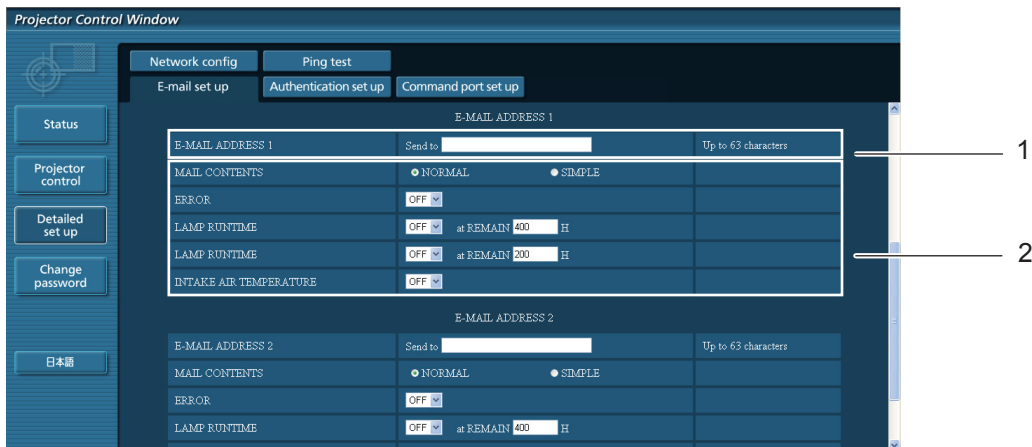 Projector Control Window
Network config Ping test
E-mail set up Authentication set up Command port set up
Status
Projector control
Detailed set up
Change password
日本語
E-MAIL ADDRESS 1
E-MAIL ADDRESS 1 Send to Up to 63 characters
MAIL CONTENTS NORMAL SIMPLE
ERROR OFF
LAMP RUNTIME OFF at REMAIN 400 H
LAMP RUNTIME OFF at REMAIN 200 H
INTAKE AIR TEMPERATURE OFF
E-MAIL ADDRESS 2
E-MAIL ADDRESS 2 Send to Up to 63 characters
MAIL CONTENTS NORMAL SIMPLE
ERROR OFF
LAMP RUNTIME OFF at REMAIN 400 H
1
2